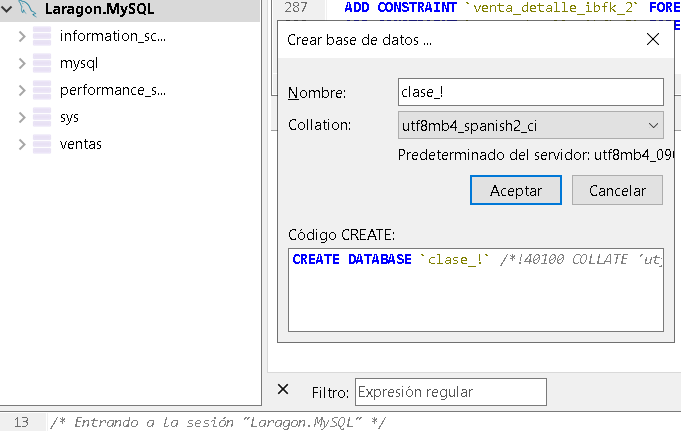 Laragon.MySQL
information_sc...
mysql
performance_s...
sys
ventas
287 ADD CONSTRAINT `venta_detalle_ibfk_2` FORE
Crear base de datos ...
Nombre: clase_!
Collation: utf8mb4_spanish2_ci
Predeterminado del servidor: utf8mb4_09
Aceptar Cancelar
Código CREATE:
CREATE DATABASE `clase_!` /*!40100 COLLATE 'ut
Filtro: Expresión regular
13 /* Entrando a la sesión "Laragon.MySQL" */